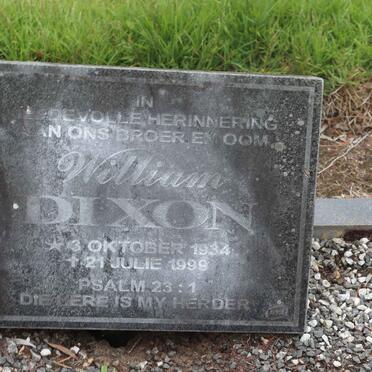 IN
LIEDEVOLLE HERINNERING
AAN ONS BROER EN OOM
William
DIXON
* 3 OKTOBER 1934
† 21 JULIE 1999
PSALM 23 : 1
DIE HERE IS MY HERDER